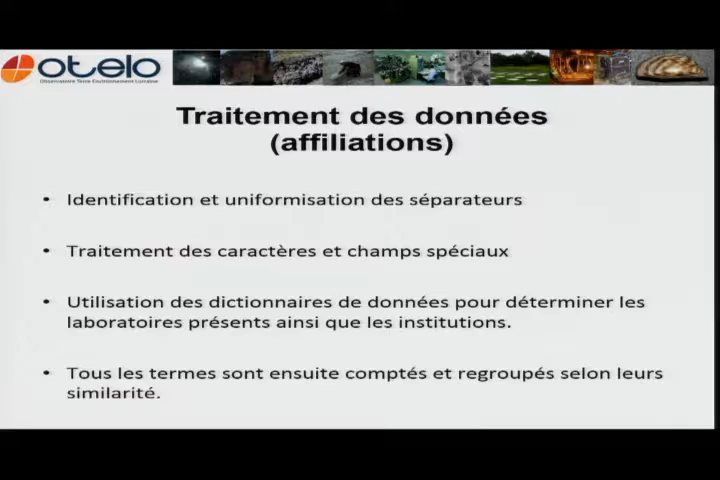 otelo
Observatoire Terre Environnement Lorraine
Traitement des données
(affiliations)
• Identification et uniformisation des séparateurs
• Traitement des caractères et champs spéciaux
• Utilisation des dictionnaires de données pour déterminer les
laboratoires présents ainsi que les institutions.
• Tous les termes sont ensuite comptés et regroupés selon leurs
similarité.